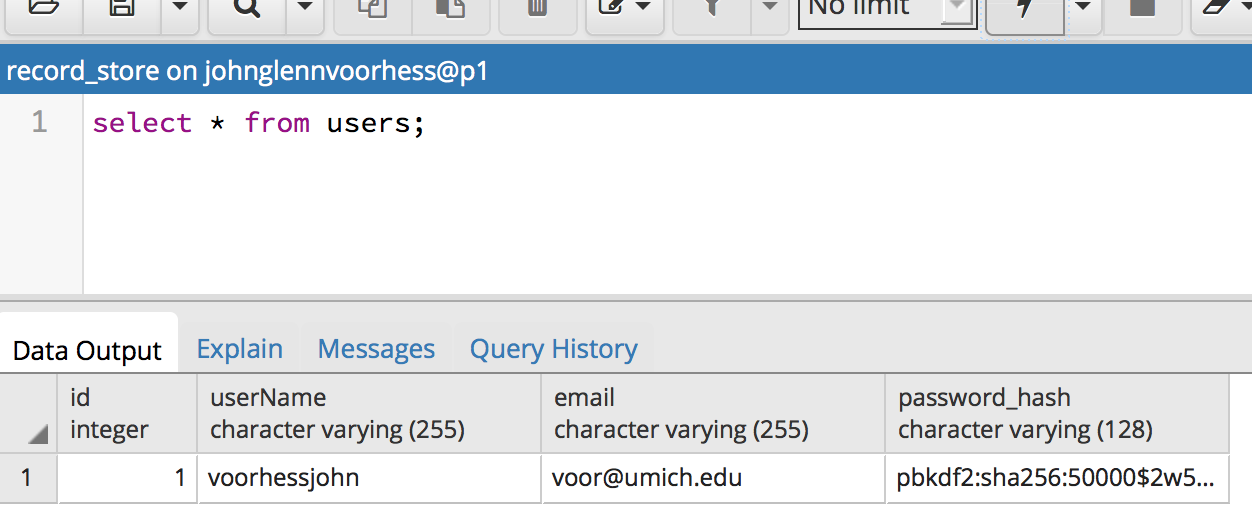 No limit
record_store on johnglennvoorhess@p1
1 select * from users;
Data Output Explain Messages Query History
id userName email password_hash
integer character varying (255) character varying (255) character varying (128)
1 1 voorhessjohn voor@umich.edu pbkdf2:sha256:50000$2w5...